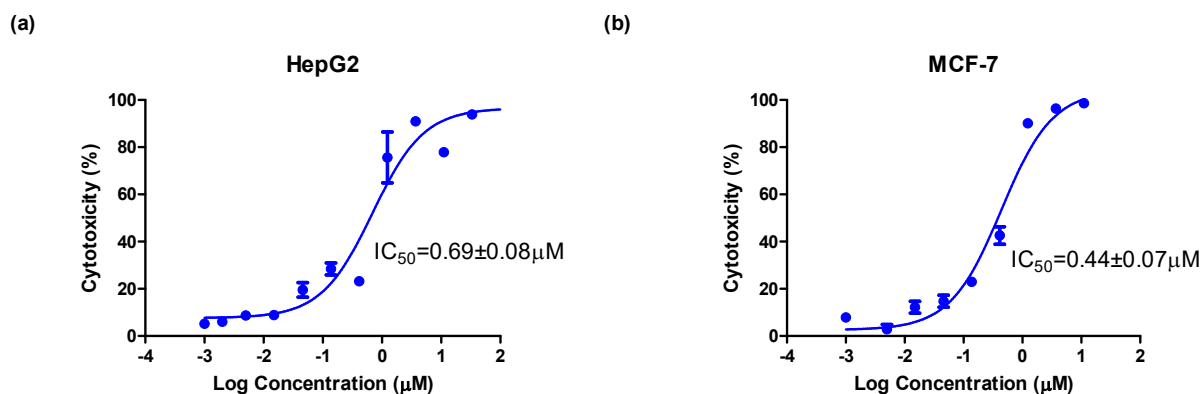 (a)
HepG2
100
80
60
40
20
0
Cytotoxicity (%)
IC50=0.69±0.08μM
-4 -3 -2 -1 0 1 2
Log Concentration (μM)
(b)
MCF-7
100
80
60
40
20
0
Cytotoxicity (%)
IC50=0.44±0.07μM
-4 -3 -2 -1 0 1 2
Log Concentration (μM)